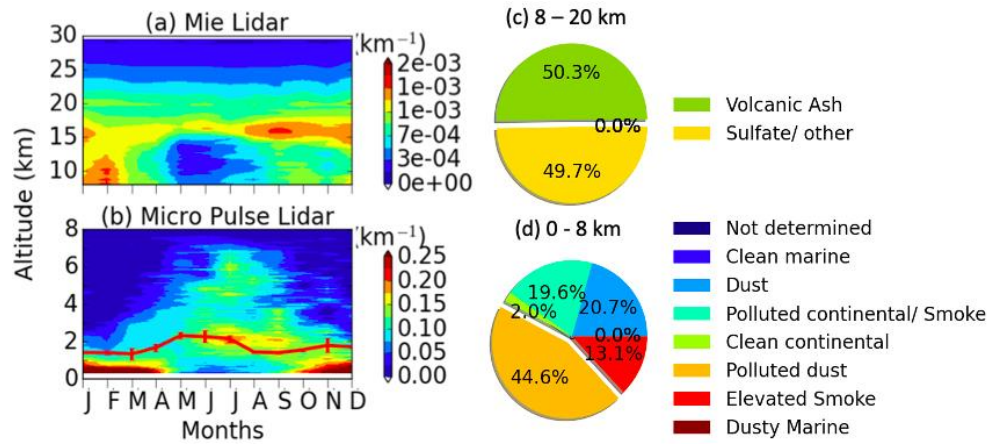 (a) Mie Lidar
(km⁻¹)
30
25
20
15
10
2e-03
1e-03
1e-03
7e-04
3e-04
0e+00
Altitude (km)
(b) Micro Pulse Lidar
(km⁻¹)
8
6
4
2
0
0.25
0.20
0.15
0.10
0.05
0.00
J F M A M J J A S O N D
Months
(c) 8 – 20 km
50.3%
0.0%
49.7%
Volcanic Ash
Sulfate/ other
(d) 0 - 8 km
19.6%
20.7%
2.0%
0.0%
13.1%
44.6%
Not determined
Clean marine
Dust
Polluted continental/ Smoke
Clean continental
Polluted dust
Elevated Smoke
Dusty Marine